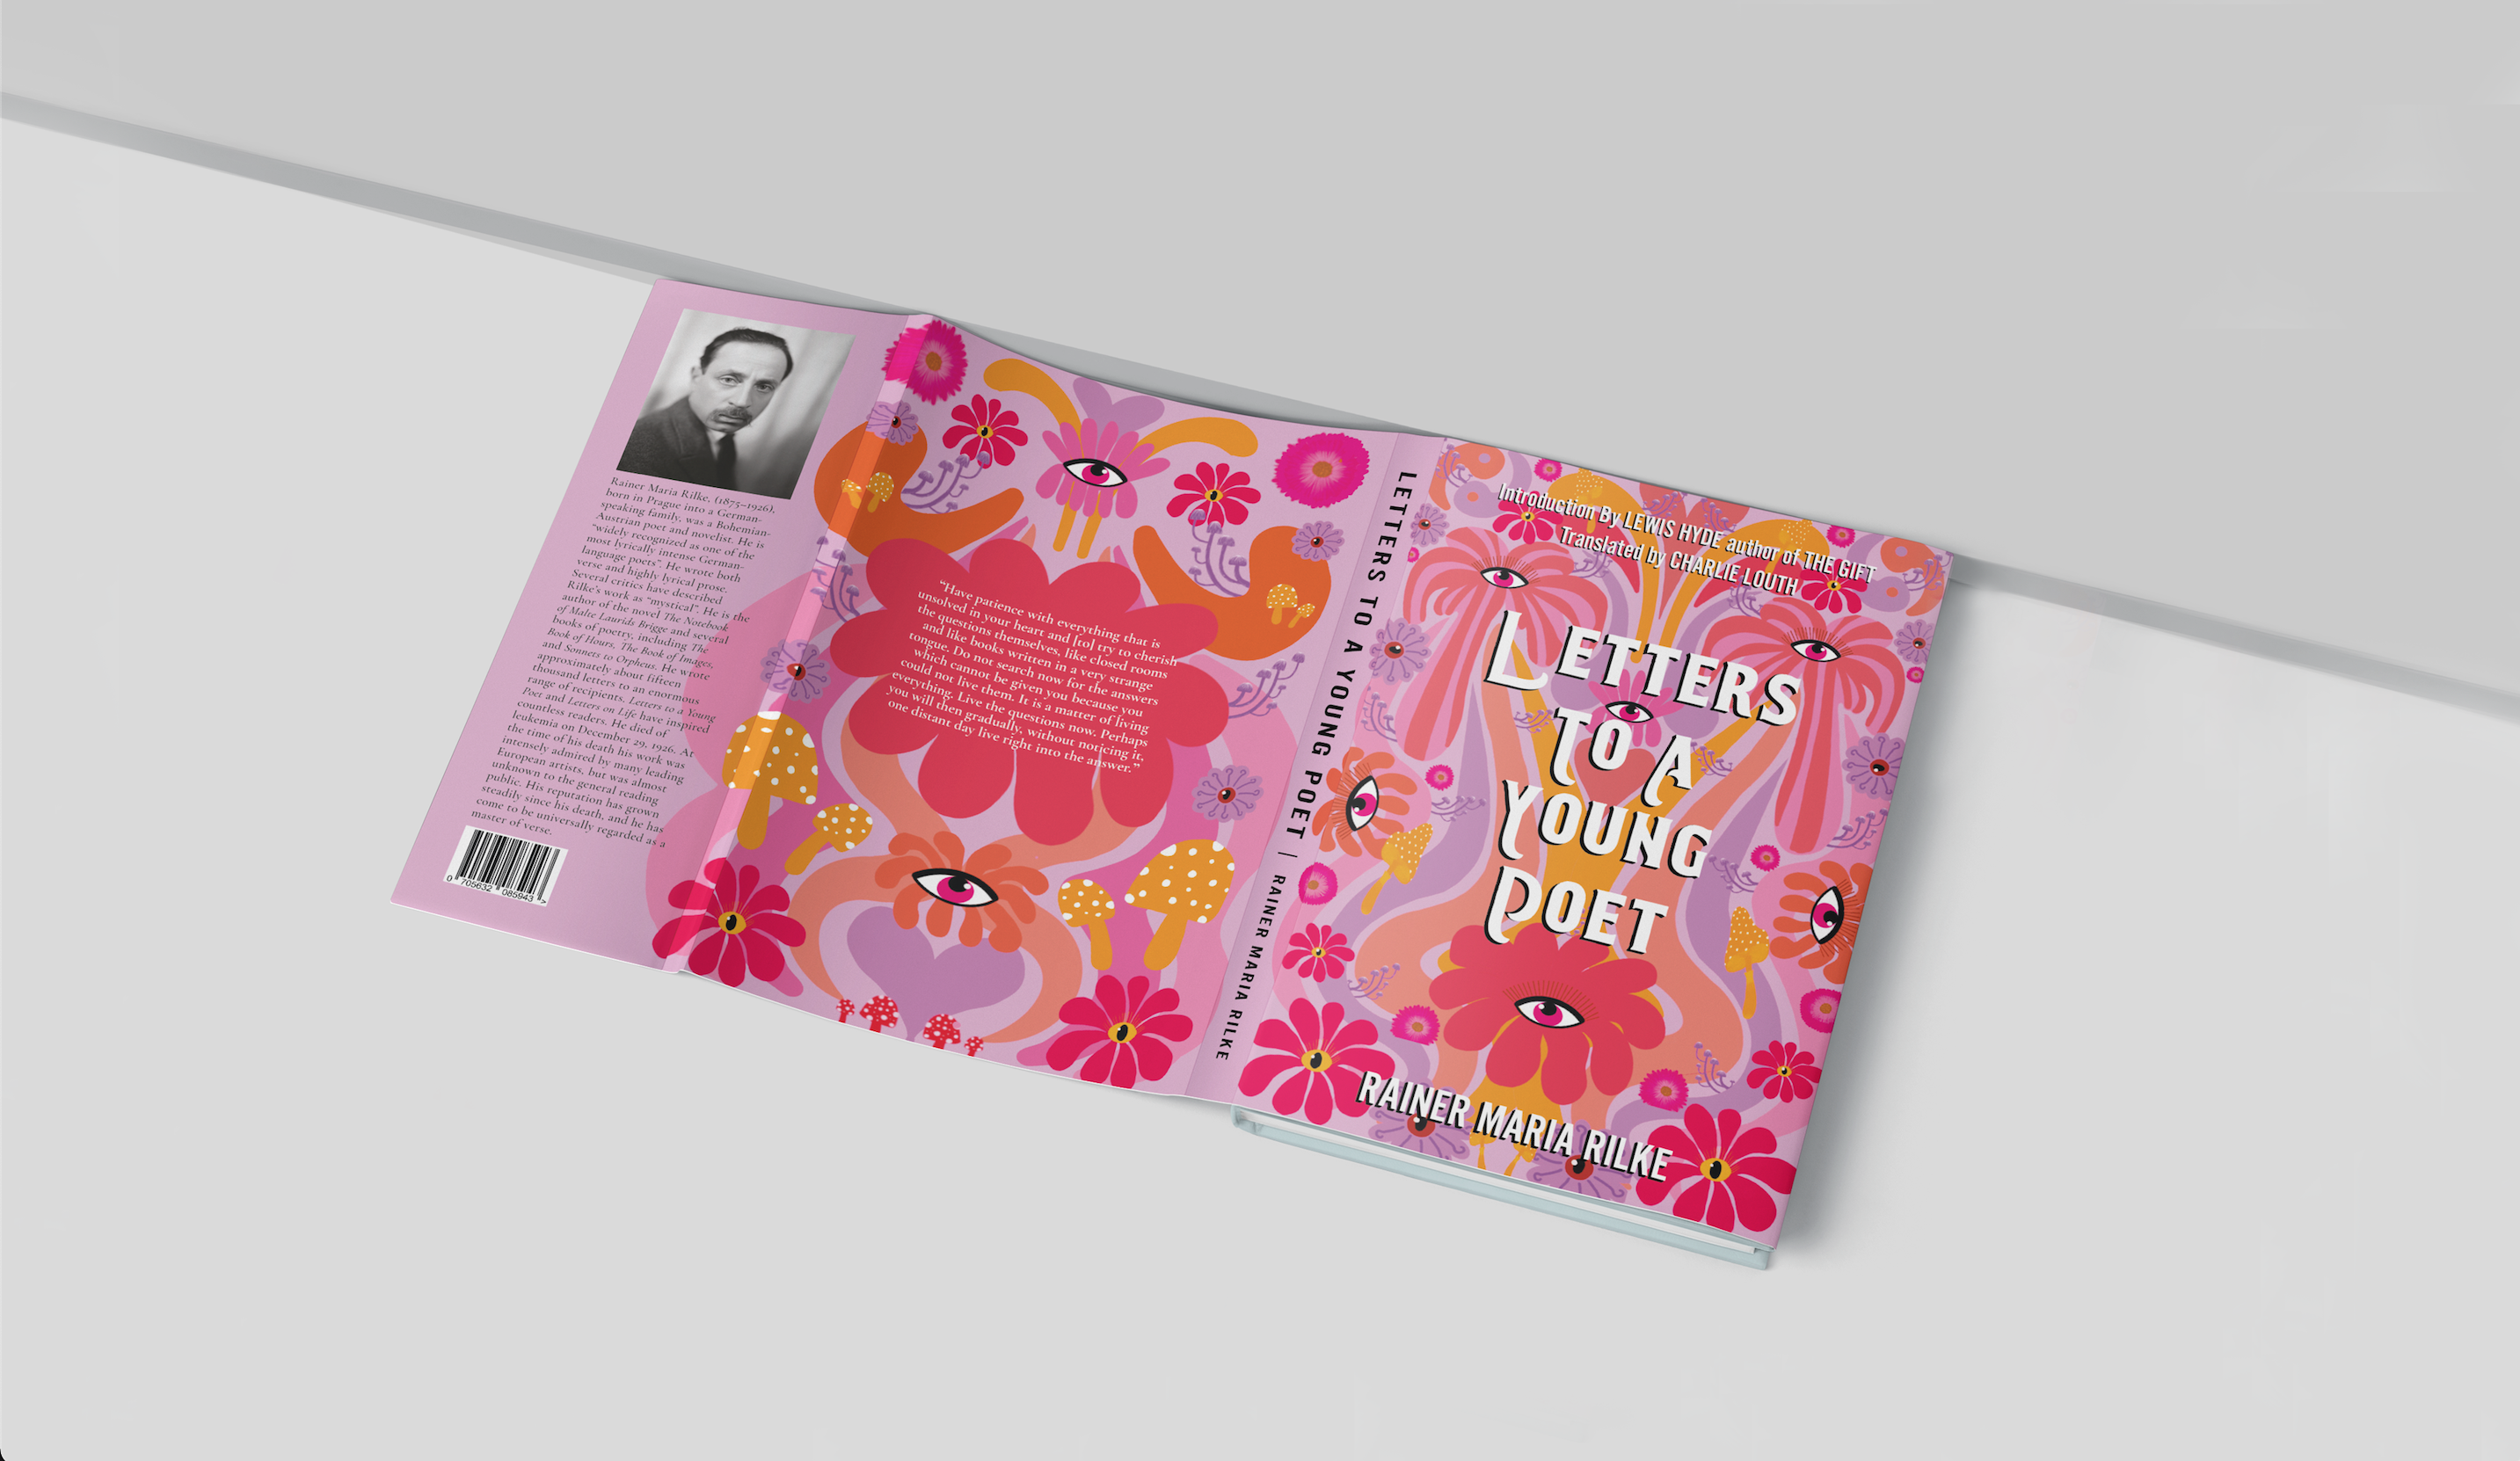 Rainer Maria Rilke, (1875–1926),
born in Prague into a German-
speaking family, was a Bohemian-
Austrian poet and novelist. He is
"widely recognized as one of the
most lyrically intense German-
language poets". He wrote both
verse and highly lyrical prose.
Several critics have described
Rilke's work as "mystical". He is the
author of the novel The Notebook
of Malte Laurids Brigge and several
books of poetry, including The
Book of Hours, The Book of Images,
and Sonnets to Orpheus. He wrote
approximately about fifteen
thousand letters to an enormous
range of recipients. Letters to a Young
Poet and Letters on Life have inspired
countless readers. He died of
leukemia on December 29, 1926. At
the time of his death his work was
intensely admired by many leading
European artists, but was almost
unknown to the general reading
public. His reputation has grown
steadily since his death, and he has
come to be universally regarded as a
master of verse.
0 705632 085943 >
“Have patience with everything that is
unsolved in your heart and [to] try to cherish
the questions themselves, like closed rooms
and like books written in a very strange
tongue. Do not search now for the answers
which cannot be given you because you
could not live them. It is a matter of living
everything. Live the questions now. Perhaps
you will then gradually, without noticing it,
one distant day live right into the answer.”
LETTERS TO A YOUNG POET | RAINER MARIA RILKE
Introduction By LEWIS HYDE author of THE GIFT
Translated by CHARLIE LOUTH
LETTERS
TO A
YOUNG
POET
RAINER MARIA RILKE